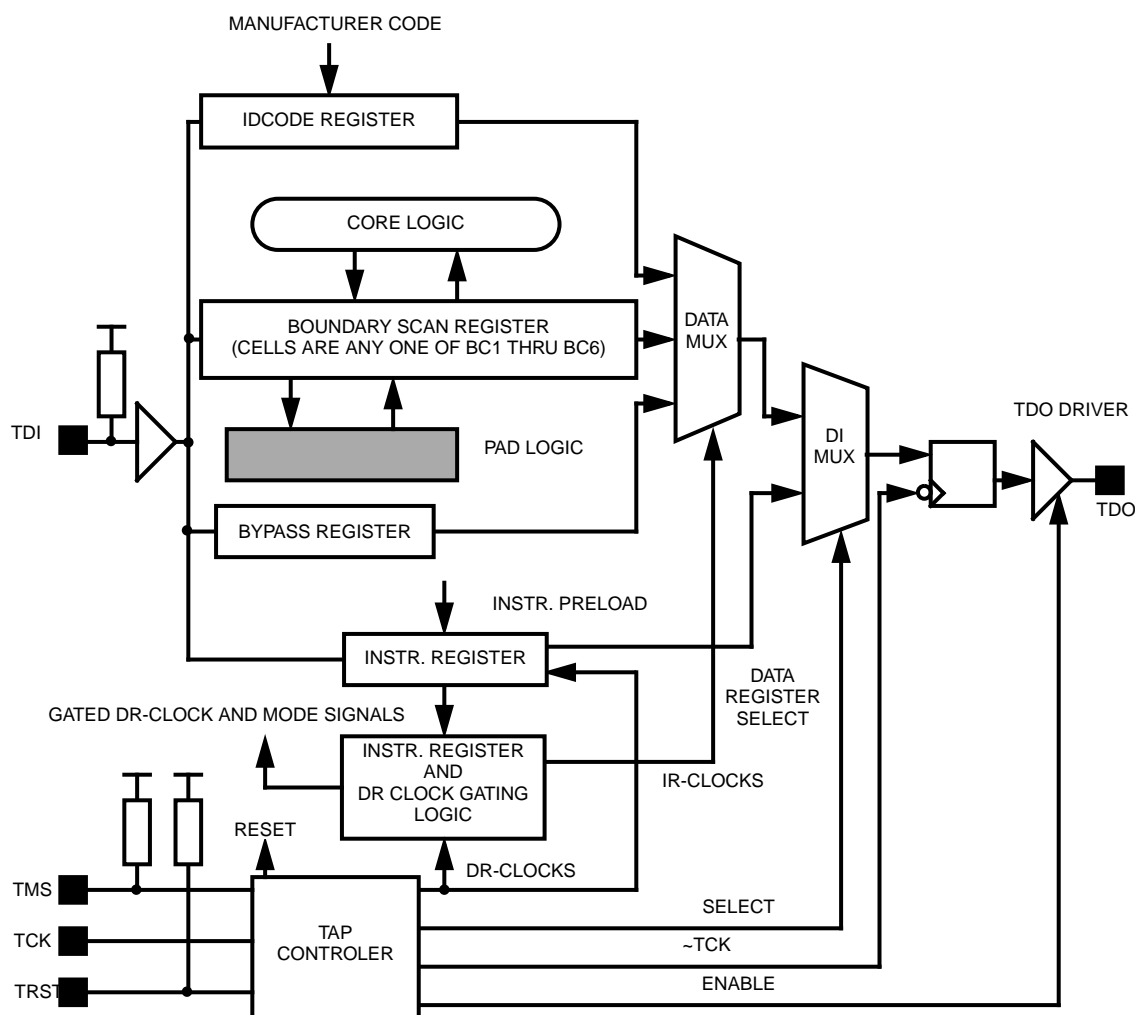 MANUFACTURER CODE
IDCODE REGISTER
CORE LOGIC
BOUNDARY SCAN REGISTER
(CELLS ARE ANY ONE OF BC1 THRU BC6)
DATA
MUX
TDI
PAD LOGIC
DI
MUX
TDO DRIVER
TDO
BYPASS REGISTER
INSTR. PRELOAD
INSTR. REGISTER
DATA
REGISTER
SELECT
GATED DR-CLOCK AND MODE SIGNALS
INSTR. REGISTER
AND
DR CLOCK GATING
LOGIC
IR-CLOCKS
RESET
DR-CLOCKS
TMS
TCK
TRST
TAP
CONTROLER
SELECT
~TCK
ENABLE